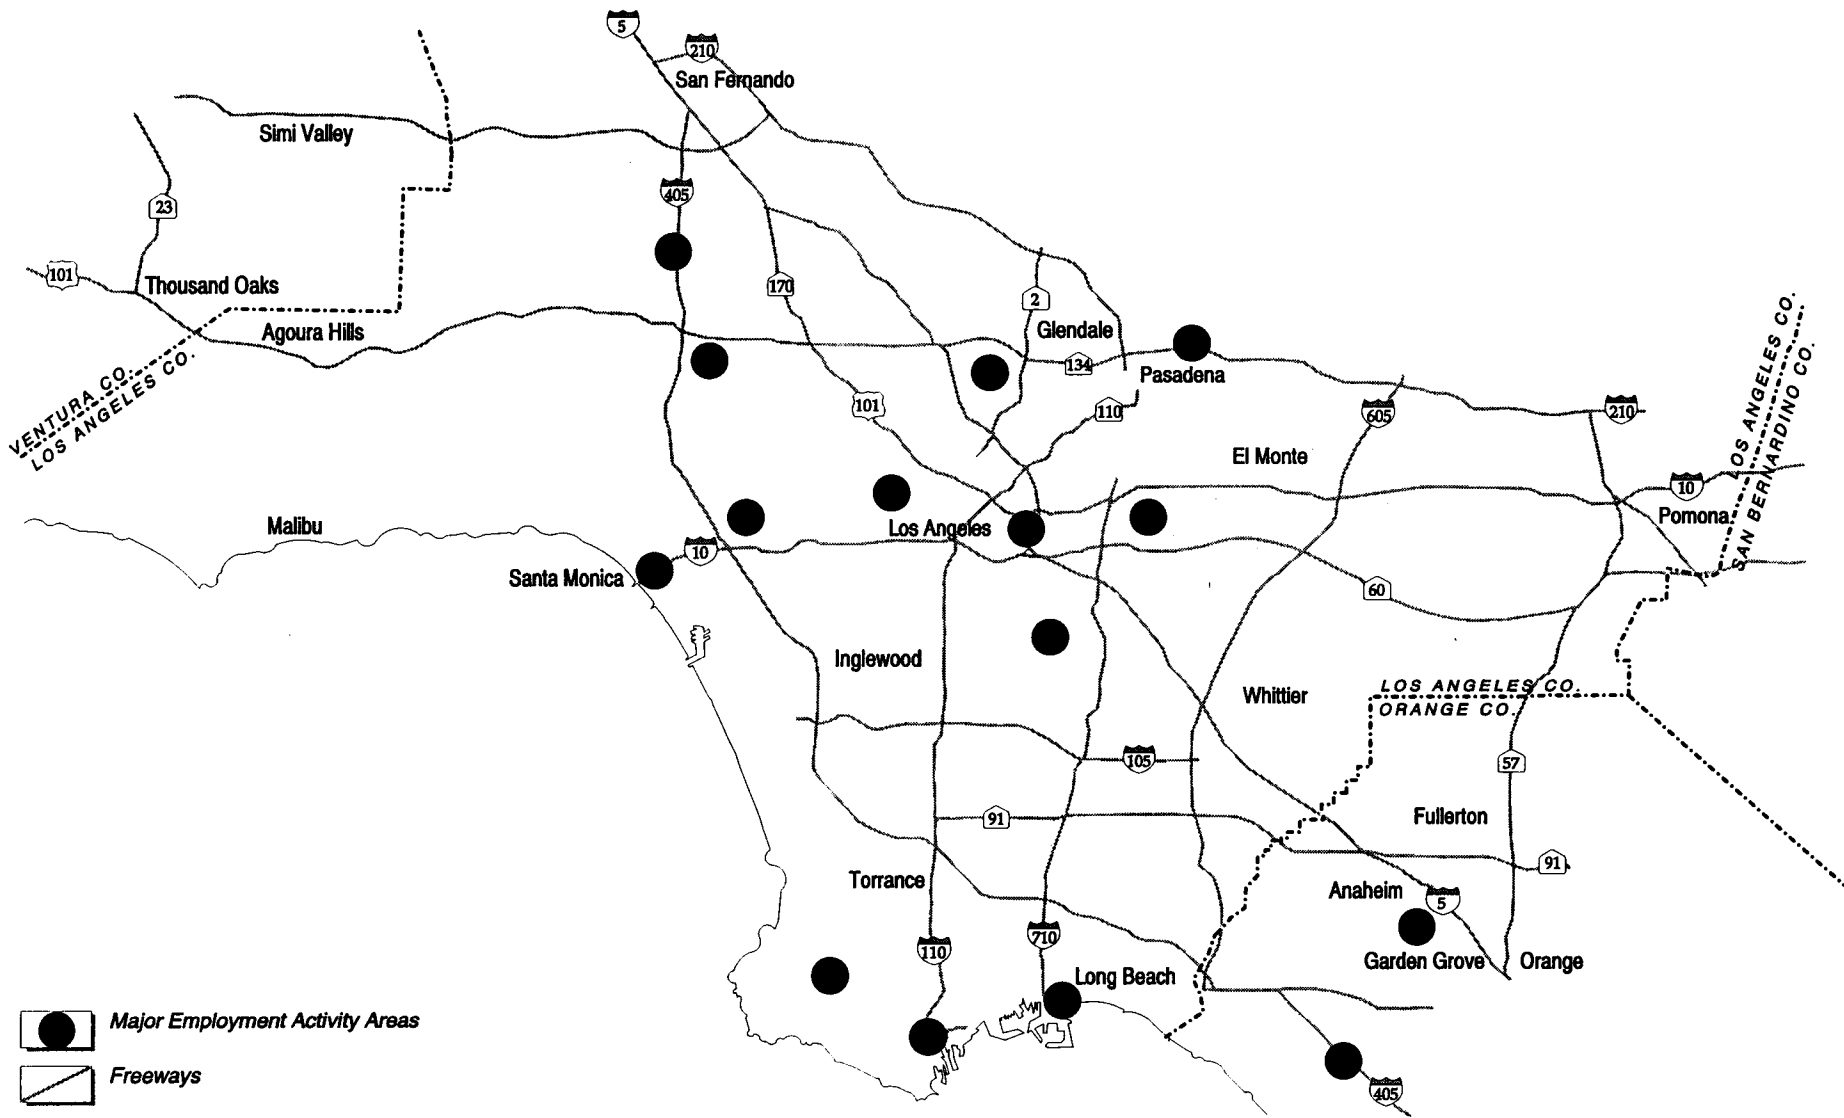 5
210
San Fernando
Simi Valley
405
23
101
Thousand Oaks
170
2
Agoura Hills
Glendale
134
Pasadena
VENTURA CO.
LOS ANGELES CO.
101
110
605
210
LOS ANGELES CO.
SAN BERNARDINO CO.
El Monte
10
Pomona
Malibu
Los Angeles
10
Santa Monica
60
Inglewood
Whittier
LOS ANGELES CO.
ORANGE CO.
105
57
91
Fullerton
91
Torrance
Anaheim
5
110
710
Garden Grove
Orange
Long Beach
Major Employment Activity Areas
Freeways
405